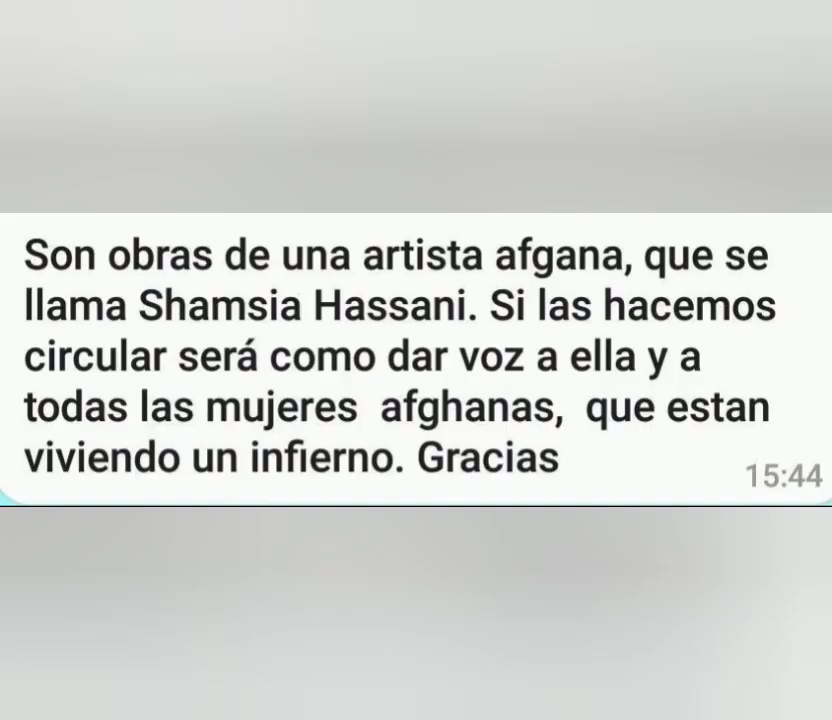 Son obras de una artista afgana, que se
llama Shamsia Hassani. Si las hacemos
circular será como dar voz a ella y a
todas las mujeres  afghanas,  que estan
viviendo un infierno. Gracias
15:44